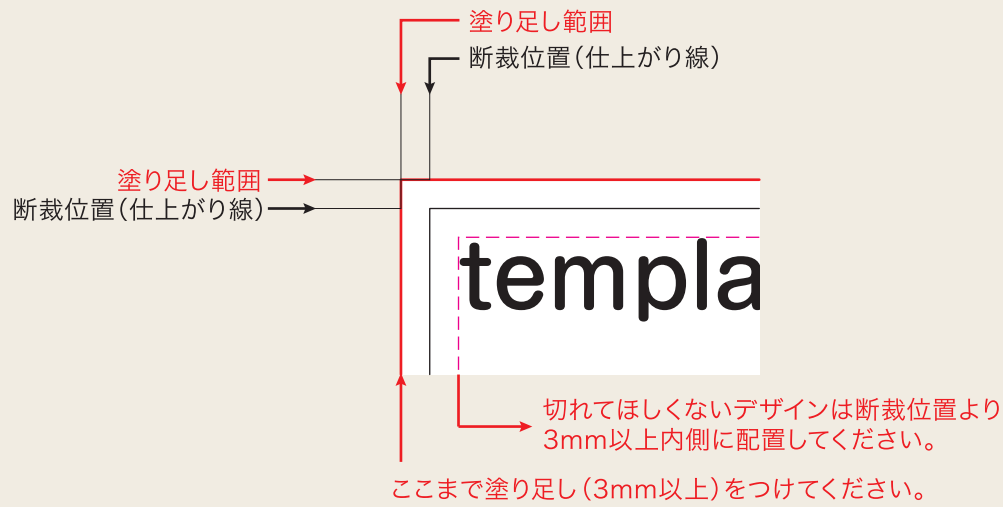 塗り足し範囲
断裁位置（仕上がり線）
塗り足し範囲
断裁位置（仕上がり線）
templa
切れてほしくないデザインは断裁位置より
3mm以上内側に配置してください。
ここまで塗り足し（3mm以上）をつけてください。